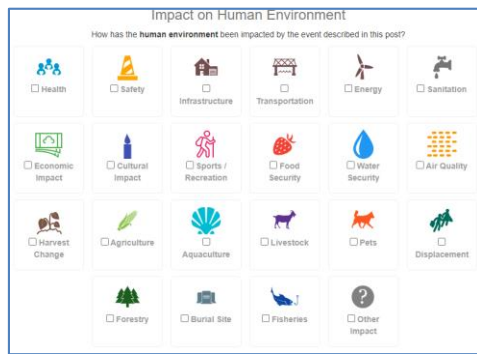 Impact on Human Environment
How has the human environment been impacted by the event described in this post?
Health
Safety
Infrastructure
Transportation
Energy
Sanitation
Economic
Impact
Cultural
Impact
Sports /
Recreation
Food
Security
Water
Security
Air Quality
Harvest
Change
Agriculture
Aquaculture
Livestock
Pets
Displacement
Forestry
Burial Site
Fisheries
?
Other
Impact